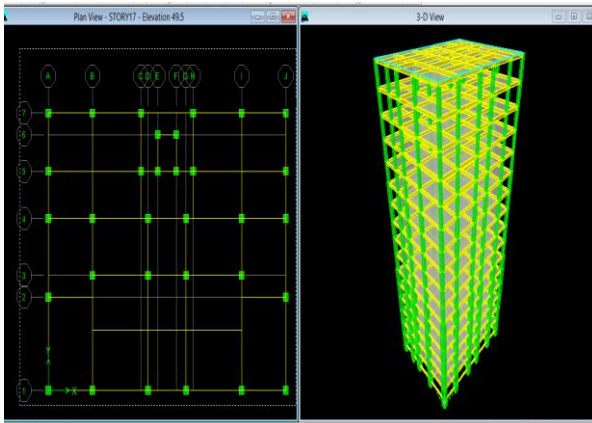 Plan View - STORY17 - Elevation 49.5
3-D View
A B C D E F G H I J
7
6
5
4
3
2
1
Y
X